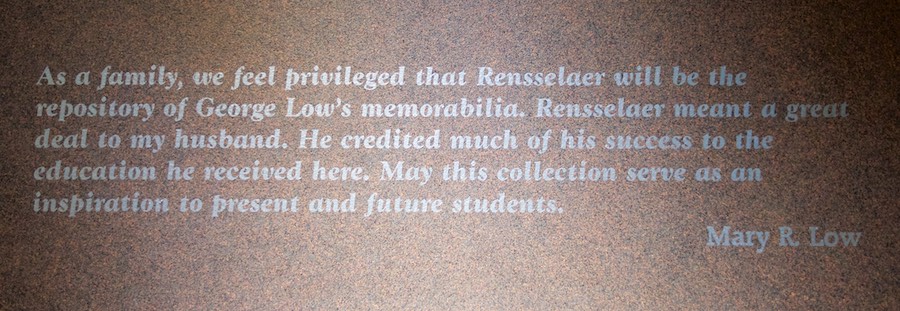 As a family, we feel privileged that Rensselaer will be the
repository of George Low's memorabilia. Rensselaer meant a great
deal to my husband. He credited much of his success to the
education he received here. May this collection serve as an
inspiration to present and future students.
Mary R. Low